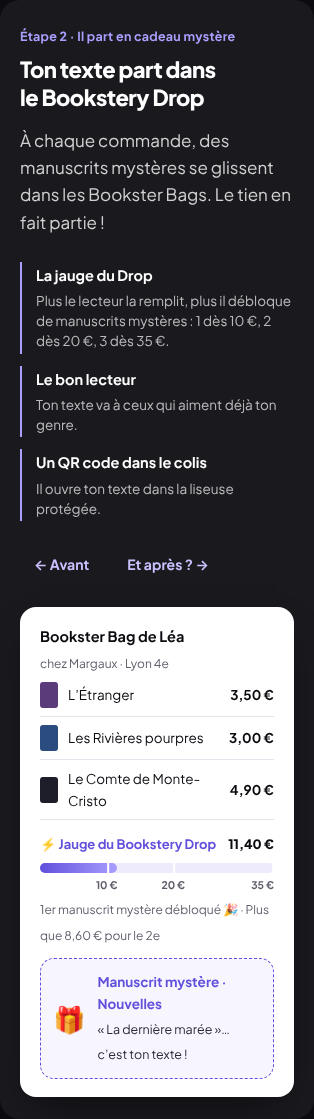 Étape 2 · Il part en cadeau mystère
Ton texte part dans
le Bookstery Drop
À chaque commande, des
manuscrits mystères se glissent
dans les Bookster Bags. Le tien en
fait partie !
La jauge du Drop
Plus le lecteur la remplit, plus il débloque
de manuscrits mystères : 1 dès 10 €, 2
dès 20 €, 3 dès 35 €.
Le bon lecteur
Ton texte va à ceux qui aiment déjà ton
genre.
Un QR code dans le colis
Il ouvre ton texte dans la liseuse
protégée.
← Avant Et après ? →
Bookster Bag de Léa
chez Margaux · Lyon 4e
L'Étranger 3,50 €
Les Rivières pourpres 3,00 €
Le Comte de Monte-
Cristo 4,90 €
⚡ Jauge du Bookstery Drop 11,40 €
10 € 20 € 35 €
1er manuscrit mystère débloqué 🎉 · Plus
que 8,60 € pour le 2e
Manuscrit mystère ·
Nouvelles
« La dernière marée »…
c'est ton texte !